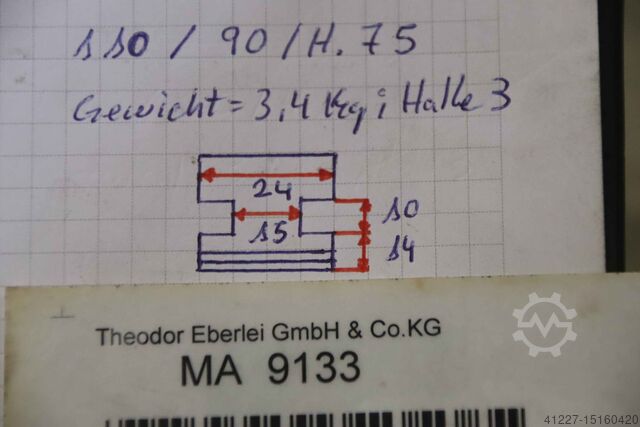 110 / 90 / H. 75
Gewicht = 3,4 Kg ; Halle 3
24
15
10
14
Theodor Eberlei GmbH & Co.KG
MA 9133
41227-15160420